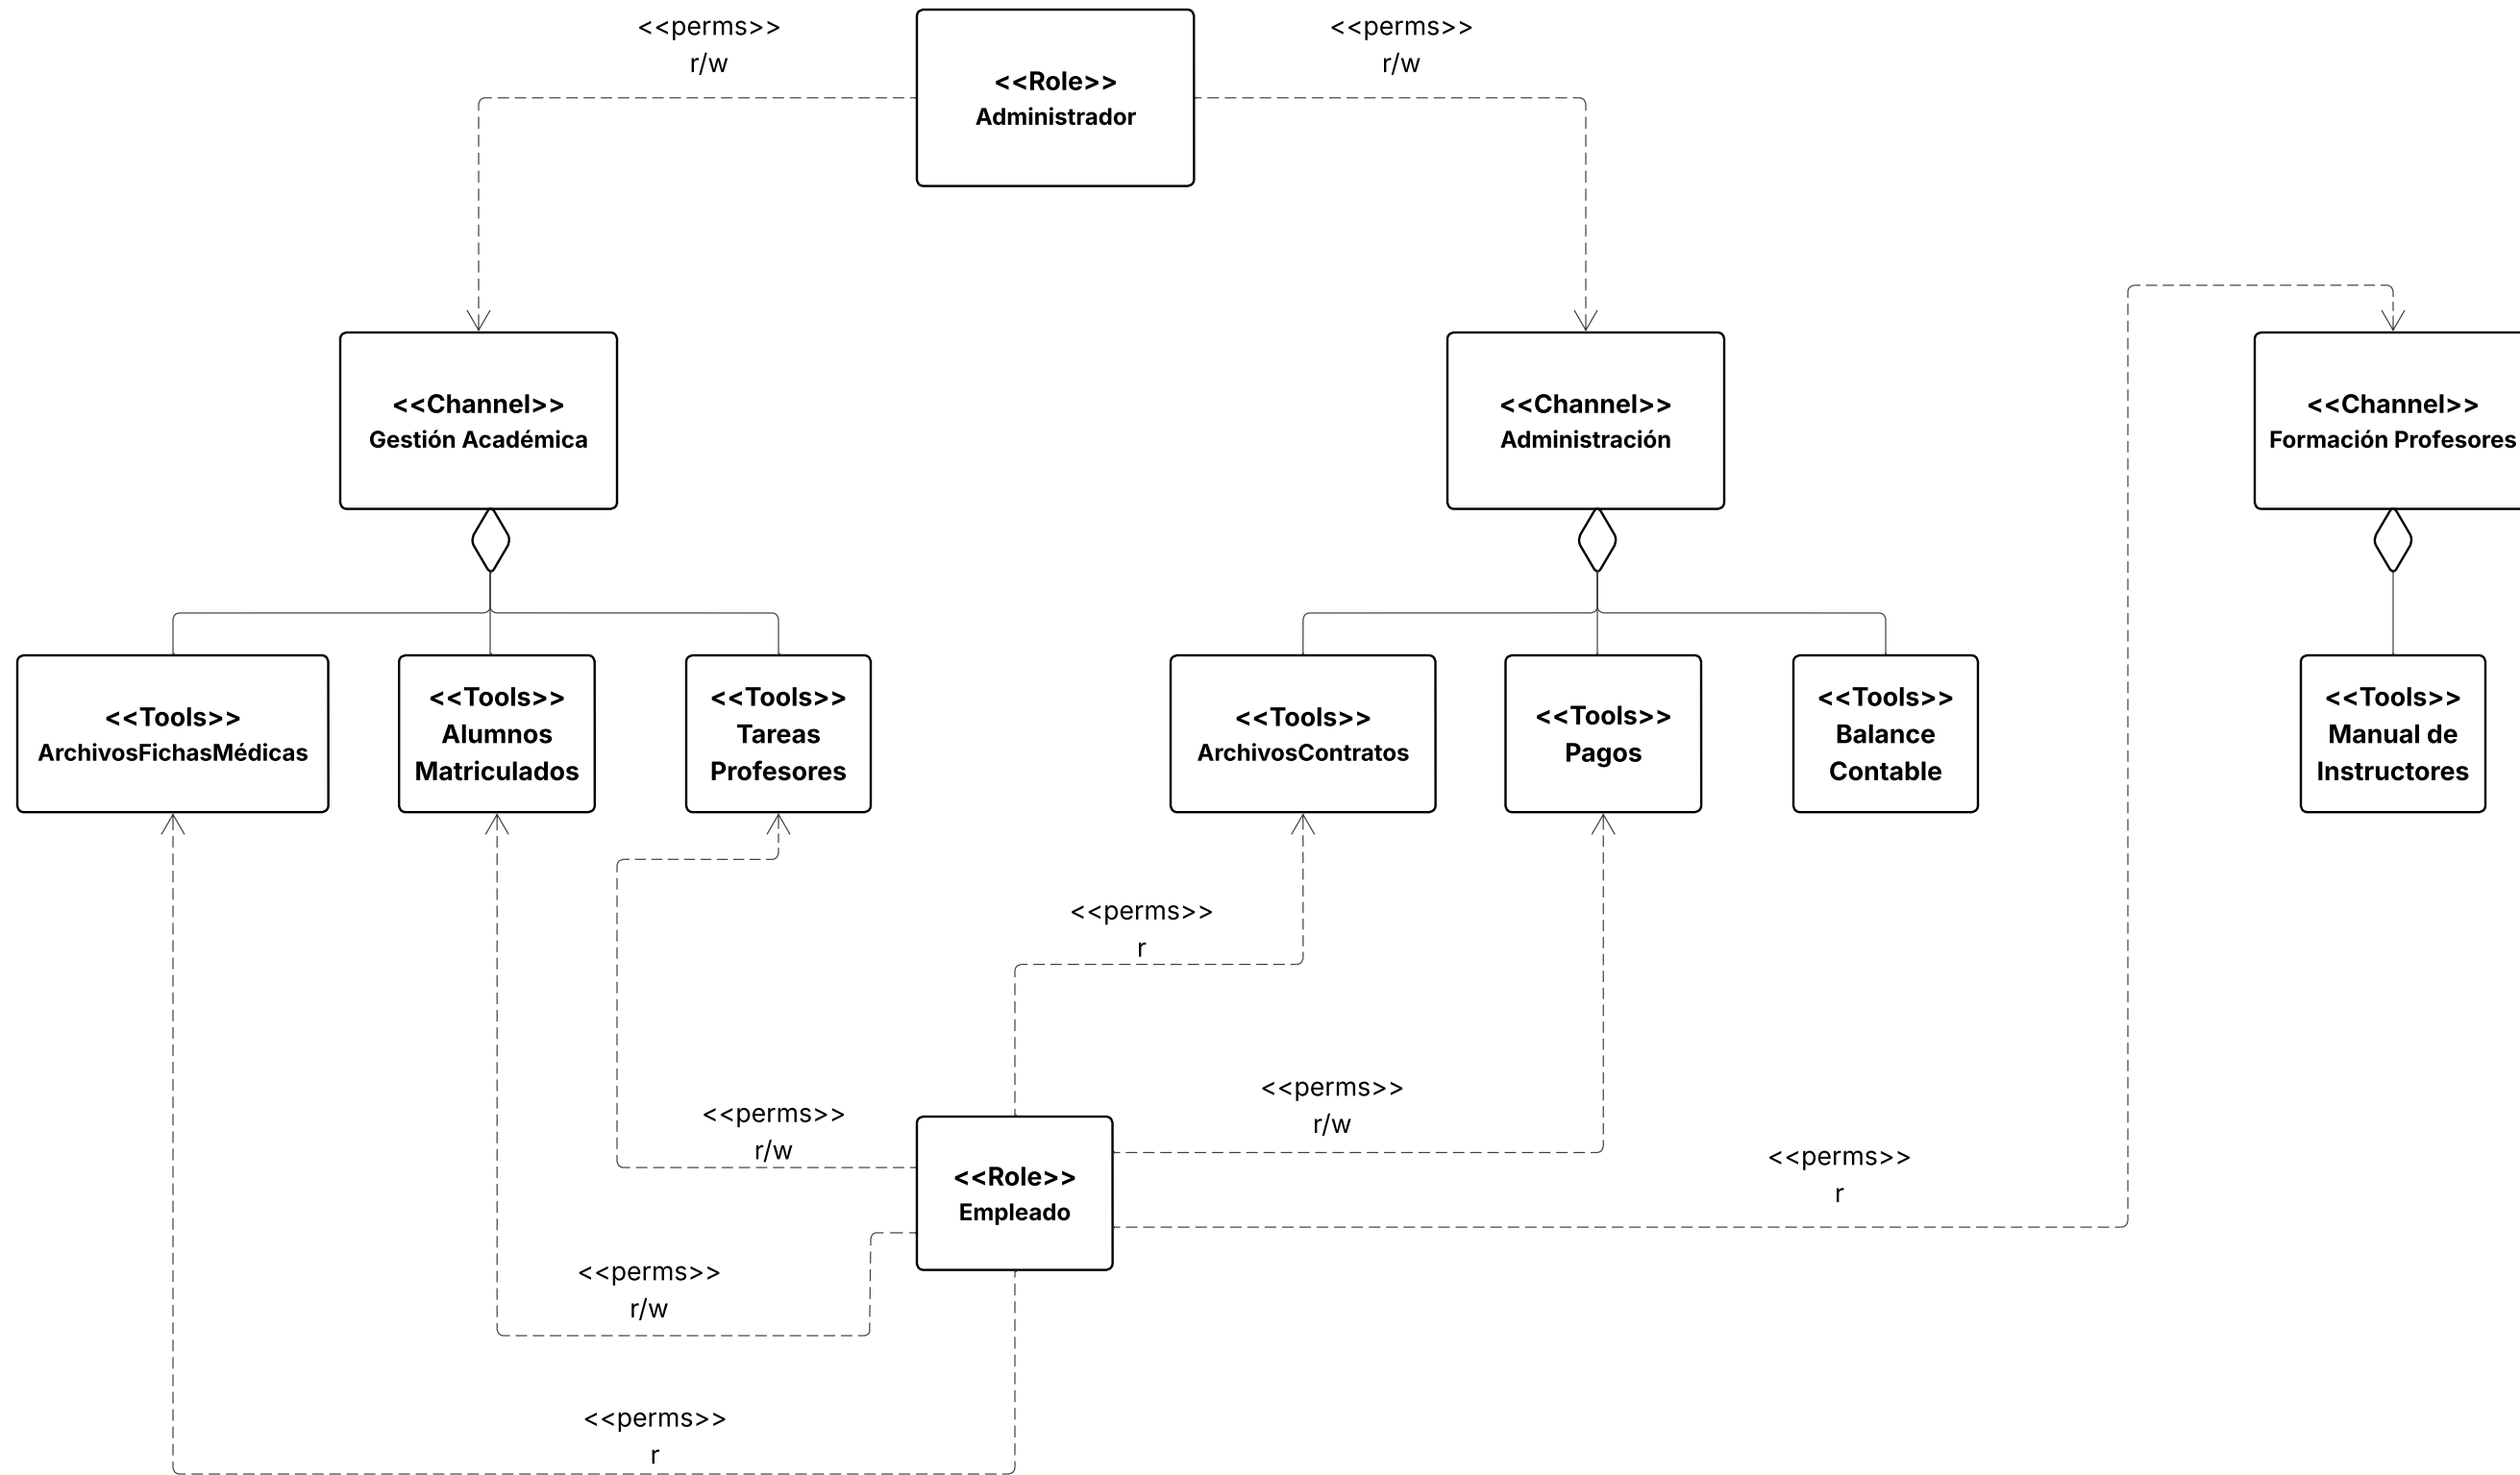 <<perms>>
r/w
<<perms>>
r/w
<<Role>>
Administrador
<<Channel>>
Gestión Académica
<<Channel>>
Administración
<<Channel>>
Formación Profesores
<<Tools>>
ArchivosFichasMédicas
<<Tools>>
Alumnos
Matriculados
<<Tools>>
Tareas
Profesores
<<Tools>>
ArchivosContratos
<<Tools>>
Pagos
<<Tools>>
Balance
Contable
<<Tools>>
Manual de
Instructores
<<perms>>
r
<<perms>>
r/w
<<perms>>
r/w
<<perms>>
r
<<Role>>
Empleado
<<perms>>
r/w
<<perms>>
r